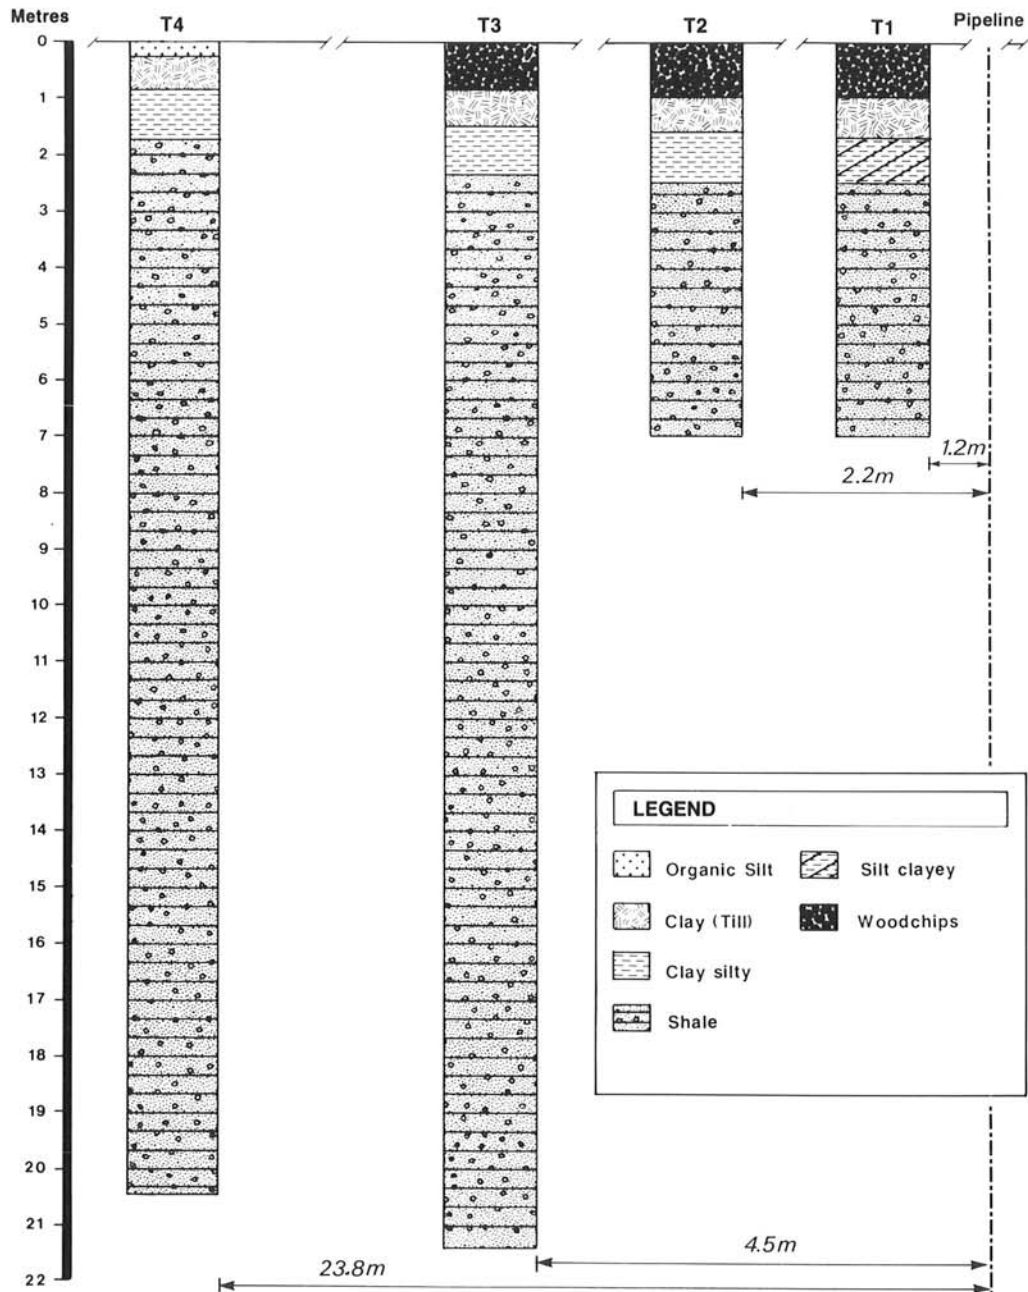 Metres T4 T3 T2 T1 Pipeline
0
1
2
3
4
5
6
7
1.2m
2.2m
8
9
10
11
12
13
14
15
16
17
18
19
20
21
22
LEGEND
Organic Silt Silt clayey
Clay (Till) Woodchips
Clay silty
Shale
4.5m
23.8m